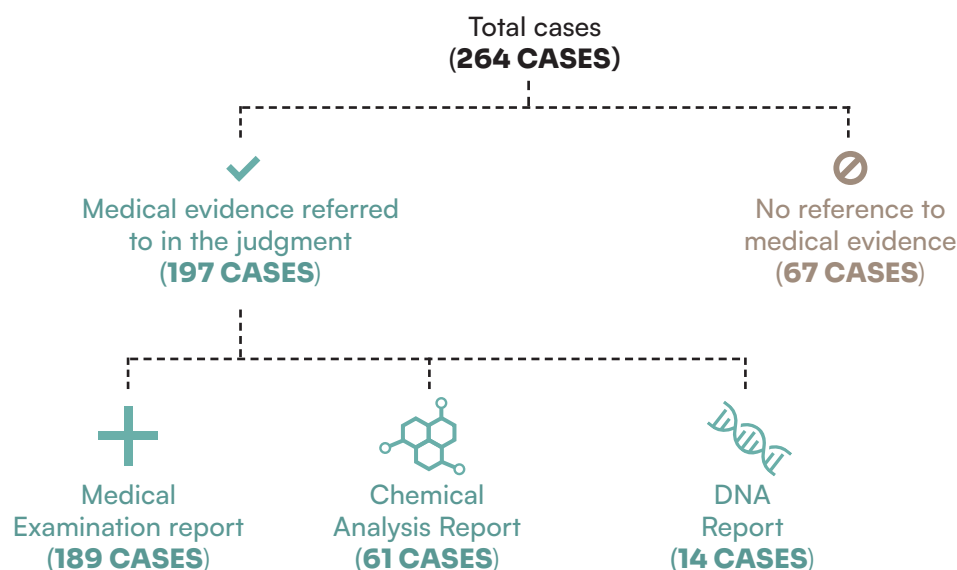 Total cases
(264 CASES)
Medical evidence referred
to in the judgment
(197 CASES)
No reference to
medical evidence
(67 CASES)
Medical
Examination report
(189 CASES)
Chemical
Analysis Report
(61 CASES)
DNA
Report
(14 CASES)